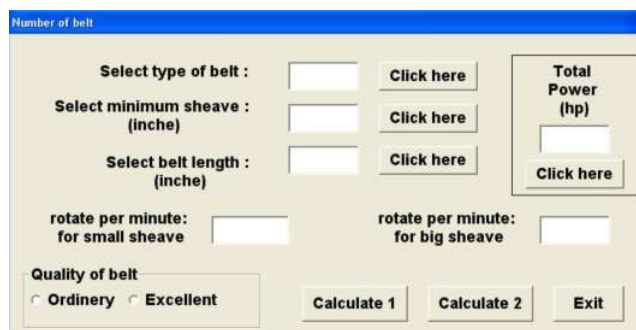 Number of belt
Select type of belt :
Click here
Select minimum sheave :
(inche)
Click here
Select belt length :
(inche)
Click here
Total
Power
(hp)
Click here
rotate per minute:
for small sheave
rotate per minute:
for big sheave
Quality of belt
Ordinery
Excellent
Calculate 1
Calculate 2
Exit